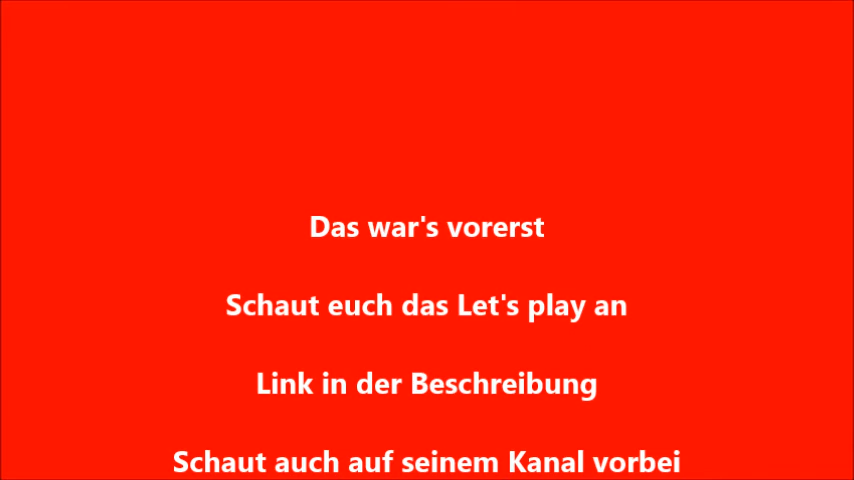 Das war's vorerst
Schaut euch das Let's play an
Link in der Beschreibung
Schaut auch auf seinem Kanal vorbei